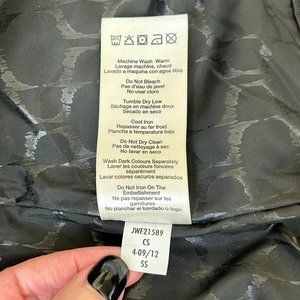 Machine Wash Warm
Lavage machine, chaud
Lavado a maquina con agua tibia
Do Not Bleach
Pas d'eau de javel
No usar cloro
Tumble Dry Low
Séchage en machine doux
Secado en seco
Cool Iron
Repasser au fer froid
Plancha à temperatura baja
Do Not Dry Clean
Pas de nettoyage à sec
No lavar en seco
Wash Dark Colours Separately
Laver les couleurs foncées
séparément
Lavar colores oscuros separados
Do Not Iron On The
Embellishment
Ne pas repasser sur les
garnitures
No planchar el bordado o logo
JWF21589
CS
4-09/12
SS